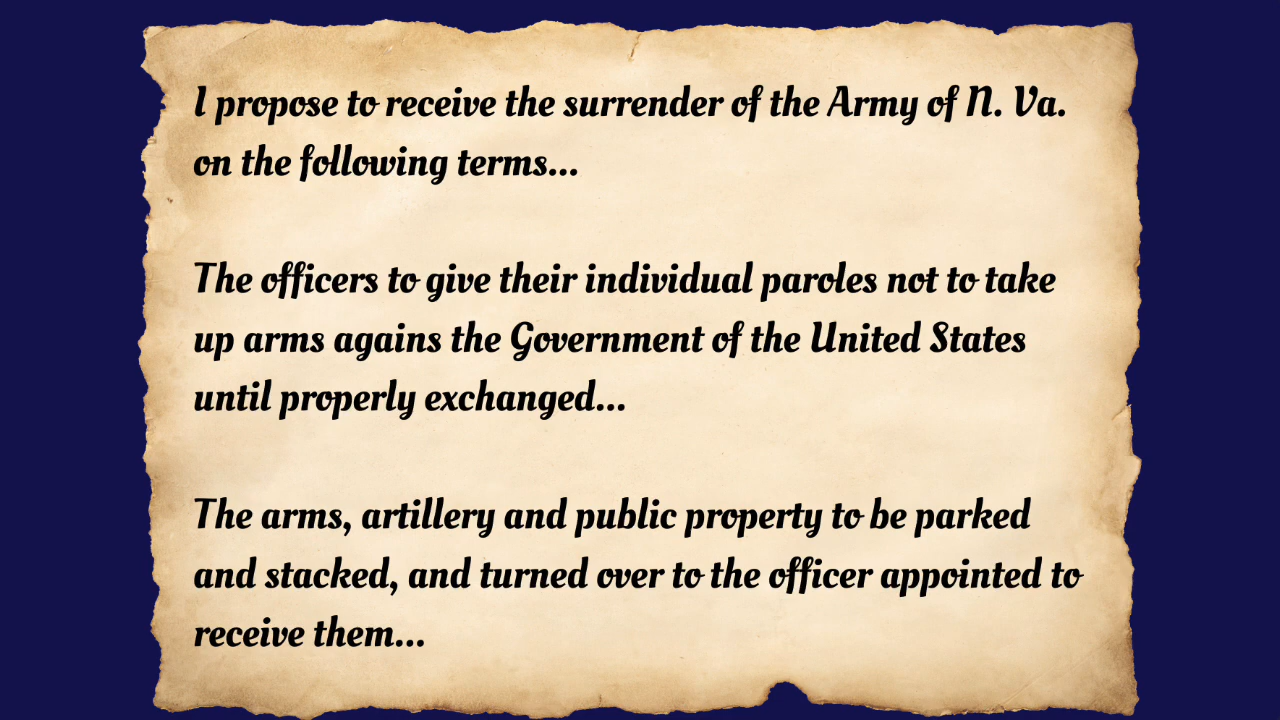 I propose to receive the surrender of the Army of N. Va.
on the following terms...
The officers to give their individual paroles not to take
up arms agains the Government of the United States
until properly exchanged...
The arms, artillery and public property to be parked
and stacked, and turned over to the officer appointed to
receive them...